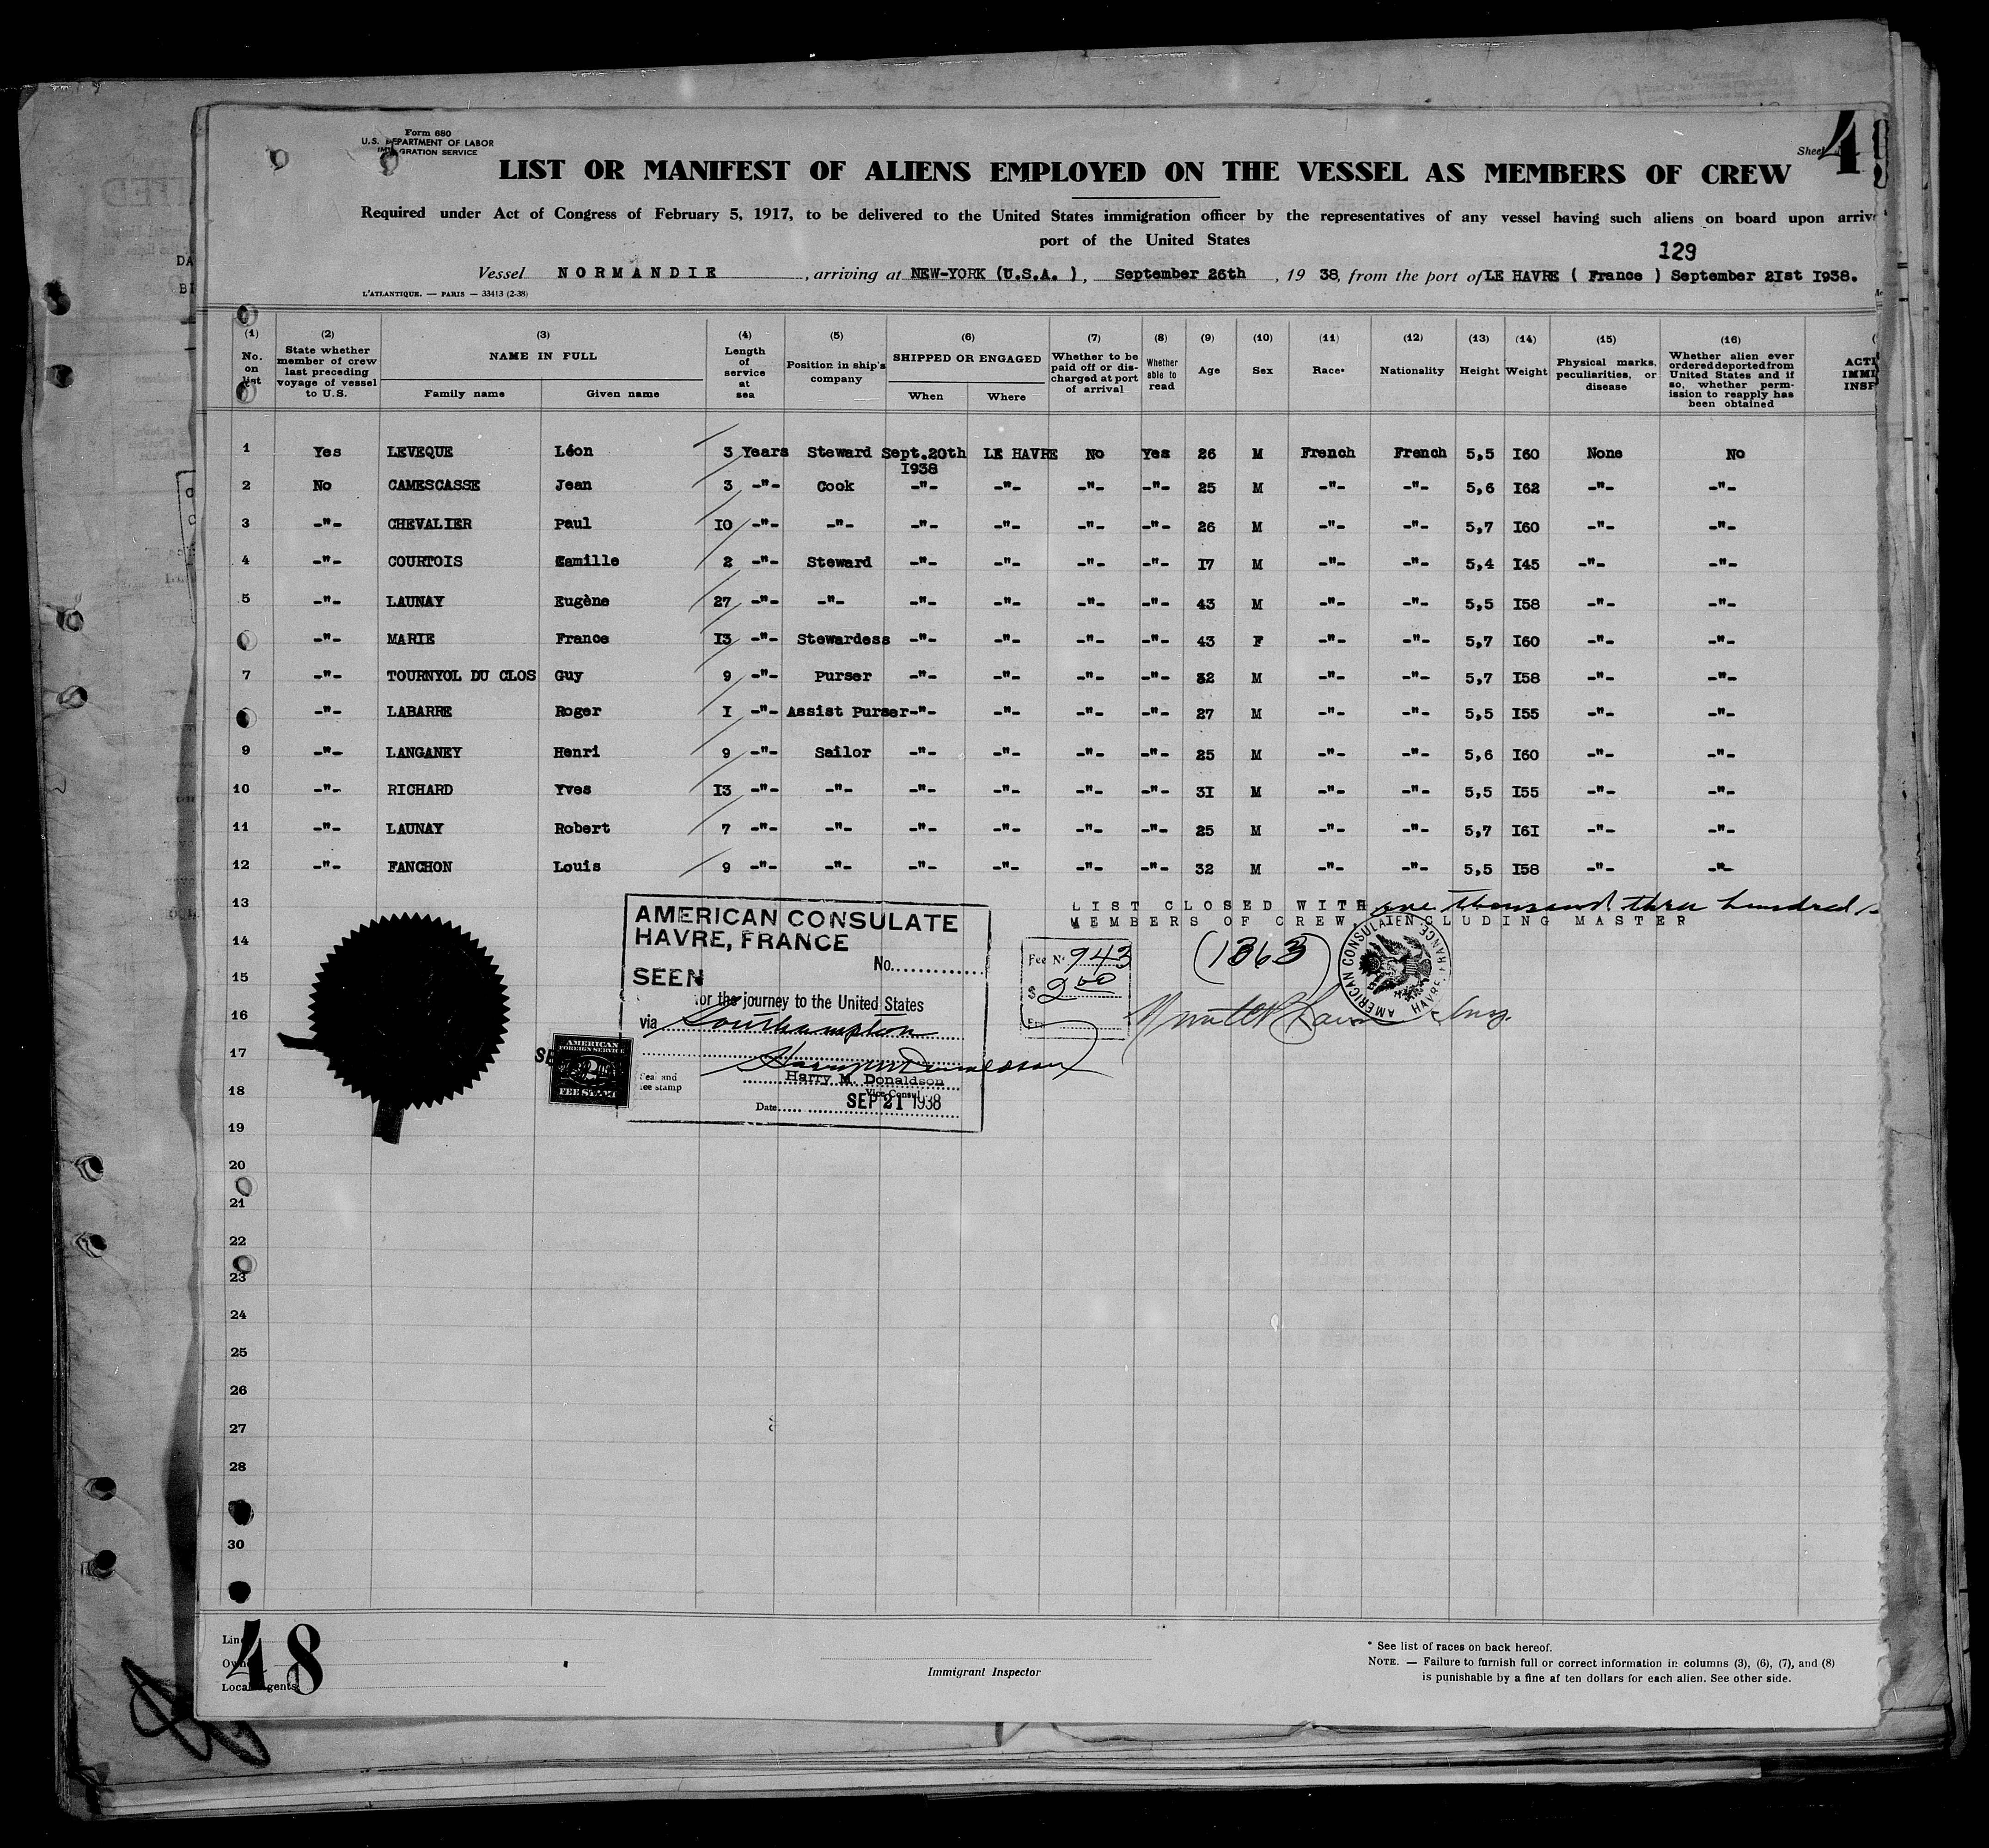 Form 680
U.S. DEPARTMENT OF LABOR
IMMIGRATION SERVICE
Sheet
4
LIST OR MANIFEST OF ALIENS EMPLOYED ON THE VESSEL AS MEMBERS OF CREW
Required under Act of Congress of February 5, 1917, to be delivered to the United States immigration officer by the representatives of any vessel having such aliens on board upon
port of the United States
129
Vessel NORMANDIE, arriving at NEW-YORK (U.S.A. ), September 26th, 19 38, from the port of LE HAVRE ( France ) September 2Ist I938.
L'ATLANTIQUE. — PARIS — 33413 (2-38)
(1) (2) (3) (4) (5) (6) (7) (8) (9) (10) (11) (12) (13) (14) (15) (16)
No. on list
State whether member of crew last preceding voyage of vessel to U.S.
NAME IN FULL
Family name
Given name
Length of service at sea
Position in ship's company
SHIPPED OR ENGAGED
When
Where
Whether to be paid off or discharged at port of arrival
Whether able to read
Age
Sex
Race*
Nationality
Height
Weight
Physical marks, peculiarities, or disease
Whether alien ever ordered deported from United States and if so, whether permission to reapply has been obtained
1 Yes LEVEQUE Léon 3 Years Steward Sept.20th I938 LE HAVRE No Yes 26 M French French 5,5 I60 None No
2 No CAMESCASSE Jean 3 -"- Cook -"- -"- -"- -"- 25 M -"- -"- 5,6 I62 -"- -"-
3 -"- CHEVALIER Paul IO -"- -"- -"- -"- -"- -"- 26 M -"- -"- 5,7 I60 -"- -"-
4 -"- COURTOIS Camille 2 -"- Steward -"- -"- -"- -"- I7 M -"- -"- 5,4 I45 -"- -"-
5 -"- LAUNAY Eugène 27 -"- -"- -"- -"- -"- -"- 43 M -"- -"- 5,5 I58 -"- -"-
-"- MARIE France I3 -"- Stewardess -"- -"- -"- -"- 43 F -"- -"- 5,7 I60 -"- -"-
7 -"- TOURNYOL DU CLOS Guy 9 -"- Purser -"- -"- -"- -"- 32 M -"- -"- 5,7 I58 -"- -"-
-"- LABARRE Roger I -"- Assist Purser -"- -"- -"- -"- 27 M -"- -"- 5,5 I55 -"- -"-
9 -"- LANGANEY Henri 9 -"- Sailor -"- -"- -"- -"- 25 M -"- -"- 5,6 I60 -"- -"-
10 -"- RICHARD Yves I3 -"- -"- -"- -"- -"- -"- 3I M -"- -"- 5,5 I55 -"- -"-
11 -"- LAUNAY Robert 7 -"- -"- -"- -"- -"- -"- 25 M -"- -"- 5,7 I6I -"- -"-
12 -"- FANCHON Louis 9 -"- -"- -"- -"- -"- -"- 32 M -"- -"- 5,5 I58 -"- -"-
13
LIST CLOSED WITH one thousand three hundred
MEMBERS OF CREW INCLUDING MASTER
(1363)
AMERICAN CONSULATE
HAVRE, FRANCE
No.
SEEN
for the journey to the United States
via Southampton
Harry M. Donaldson
Vice Consul
Seal and fee stamp
Date SEP 21 1938
AMERICAN FOREIGN SERVICE
FEE STAMP
Fee No. 943
$ 2.00
AMERICAN CONSULATE HAVRE, FRANCE
14
15
16
17
18
19
20
21
22
23
24
25
26
27
28
30
48
Line
Owners
Local Agents
Immigrant Inspector
* See list of races on back hereof.
NOTE. — Failure to furnish full or correct information in columns (3), (6), (7), and (8)
is punishable by a fine af ten dollars for each alien. See other side.